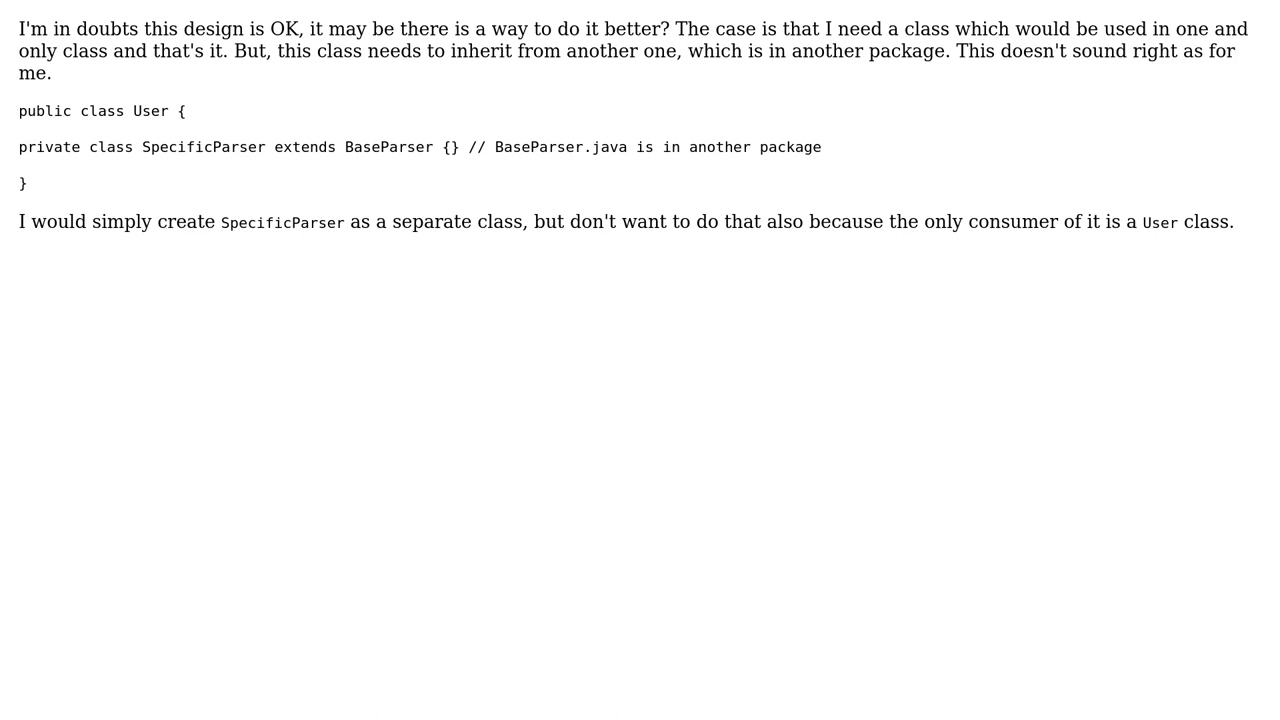 I'm in doubts this design is OK, it may be there is a way to do it better? The case is that I need a class which would be used in one and
only class and that's it. But, this class needs to inherit from another one, which is in another package. This doesn't sound right as for
me.
public class User {
private class SpecificParser extends BaseParser {} // BaseParser.java is in another package
}
I would simply create SpecificParser as a separate class, but don't want to do that also because the only consumer of it is a User class.